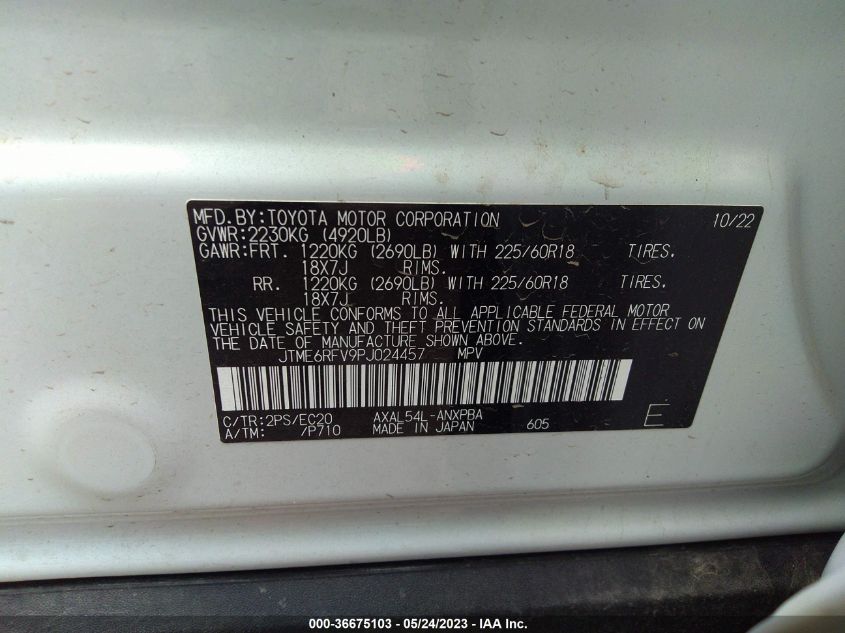 MFD.BY:TOYOTA MOTOR CORPORATION 10/22
GVWR:2230KG (4920LB)
GAWR:FRT. 1220KG (2690LB) WITH 225/60R18 TIRES.
18X7J RIMS.
RR. 1220KG (2690LB) WITH 225/60R18 TIRES.
18X7J RIMS.
THIS VEHICLE CONFORMS TO ALL APPLICABLE FEDERAL MOTOR
VEHICLE SAFETY AND THEFT PREVENTION STANDARDS IN EFFECT ON
THE DATE OF MANUFACTURE SHOWN ABOVE.
JTME6RFV9PJ024457 MPV
C/TR:2PS/EC20 AXAL54L-ANXPBA
A/TM: /P710 MADE IN JAPAN 605 E
000-36675103 - 05/24/2023 - IAA Inc.